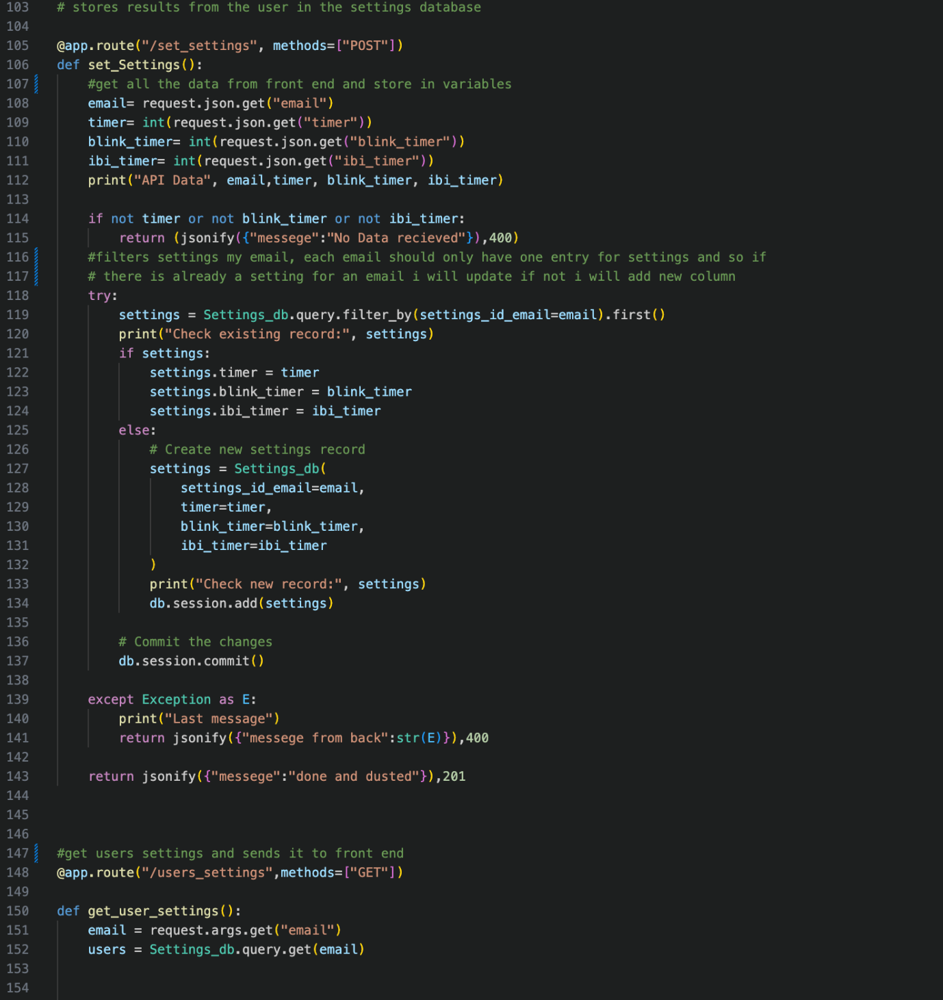 103 # stores results from the user in the settings database
104
105 @app.route("/set_settings", methods=["POST"])
106 def set_Settings():
107     #get all the data from front end and store in variables
108     email= request.json.get("email")
109     timer= int(request.json.get("timer"))
110     blink_timer= int(request.json.get("blink_timer"))
111     ibi_timer= int(request.json.get("ibi_timer"))
112     print("API Data", email,timer, blink_timer, ibi_timer)
113
114     if not timer or not blink_timer or not ibi_timer:
115         return (jsonify({"messege":"No Data recieved"}),400)
116     #filters settings my email, each email should only have one entry for settings and so if
117     # there is already a setting for an email i will update if not i will add new column
118     try:
119         settings = Settings_db.query.filter_by(settings_id_email=email).first()
120         print("Check existing record:", settings)
121         if settings:
122             settings.timer = timer
123             settings.blink_timer = blink_timer
124             settings.ibi_timer = ibi_timer
125         else:
126             # Create new settings record
127             settings = Settings_db(
128                 settings_id_email=email,
129                 timer=timer,
130                 blink_timer=blink_timer,
131                 ibi_timer=ibi_timer
132             )
133             print("Check new record:", settings)
134             db.session.add(settings)
135
136         # Commit the changes
137         db.session.commit()
138
139     except Exception as E:
140         print("Last message")
141         return jsonify({"messege from back":str(E)}),400
142
143     return jsonify({"messege":"done and dusted"}),201
144
145
146
147 #get users settings and sends it to front end
148 @app.route("/users_settings",methods=["GET"])
149
150 def get_user_settings():
151     email = request.args.get("email")
152     users = Settings_db.query.get(email)
153
154